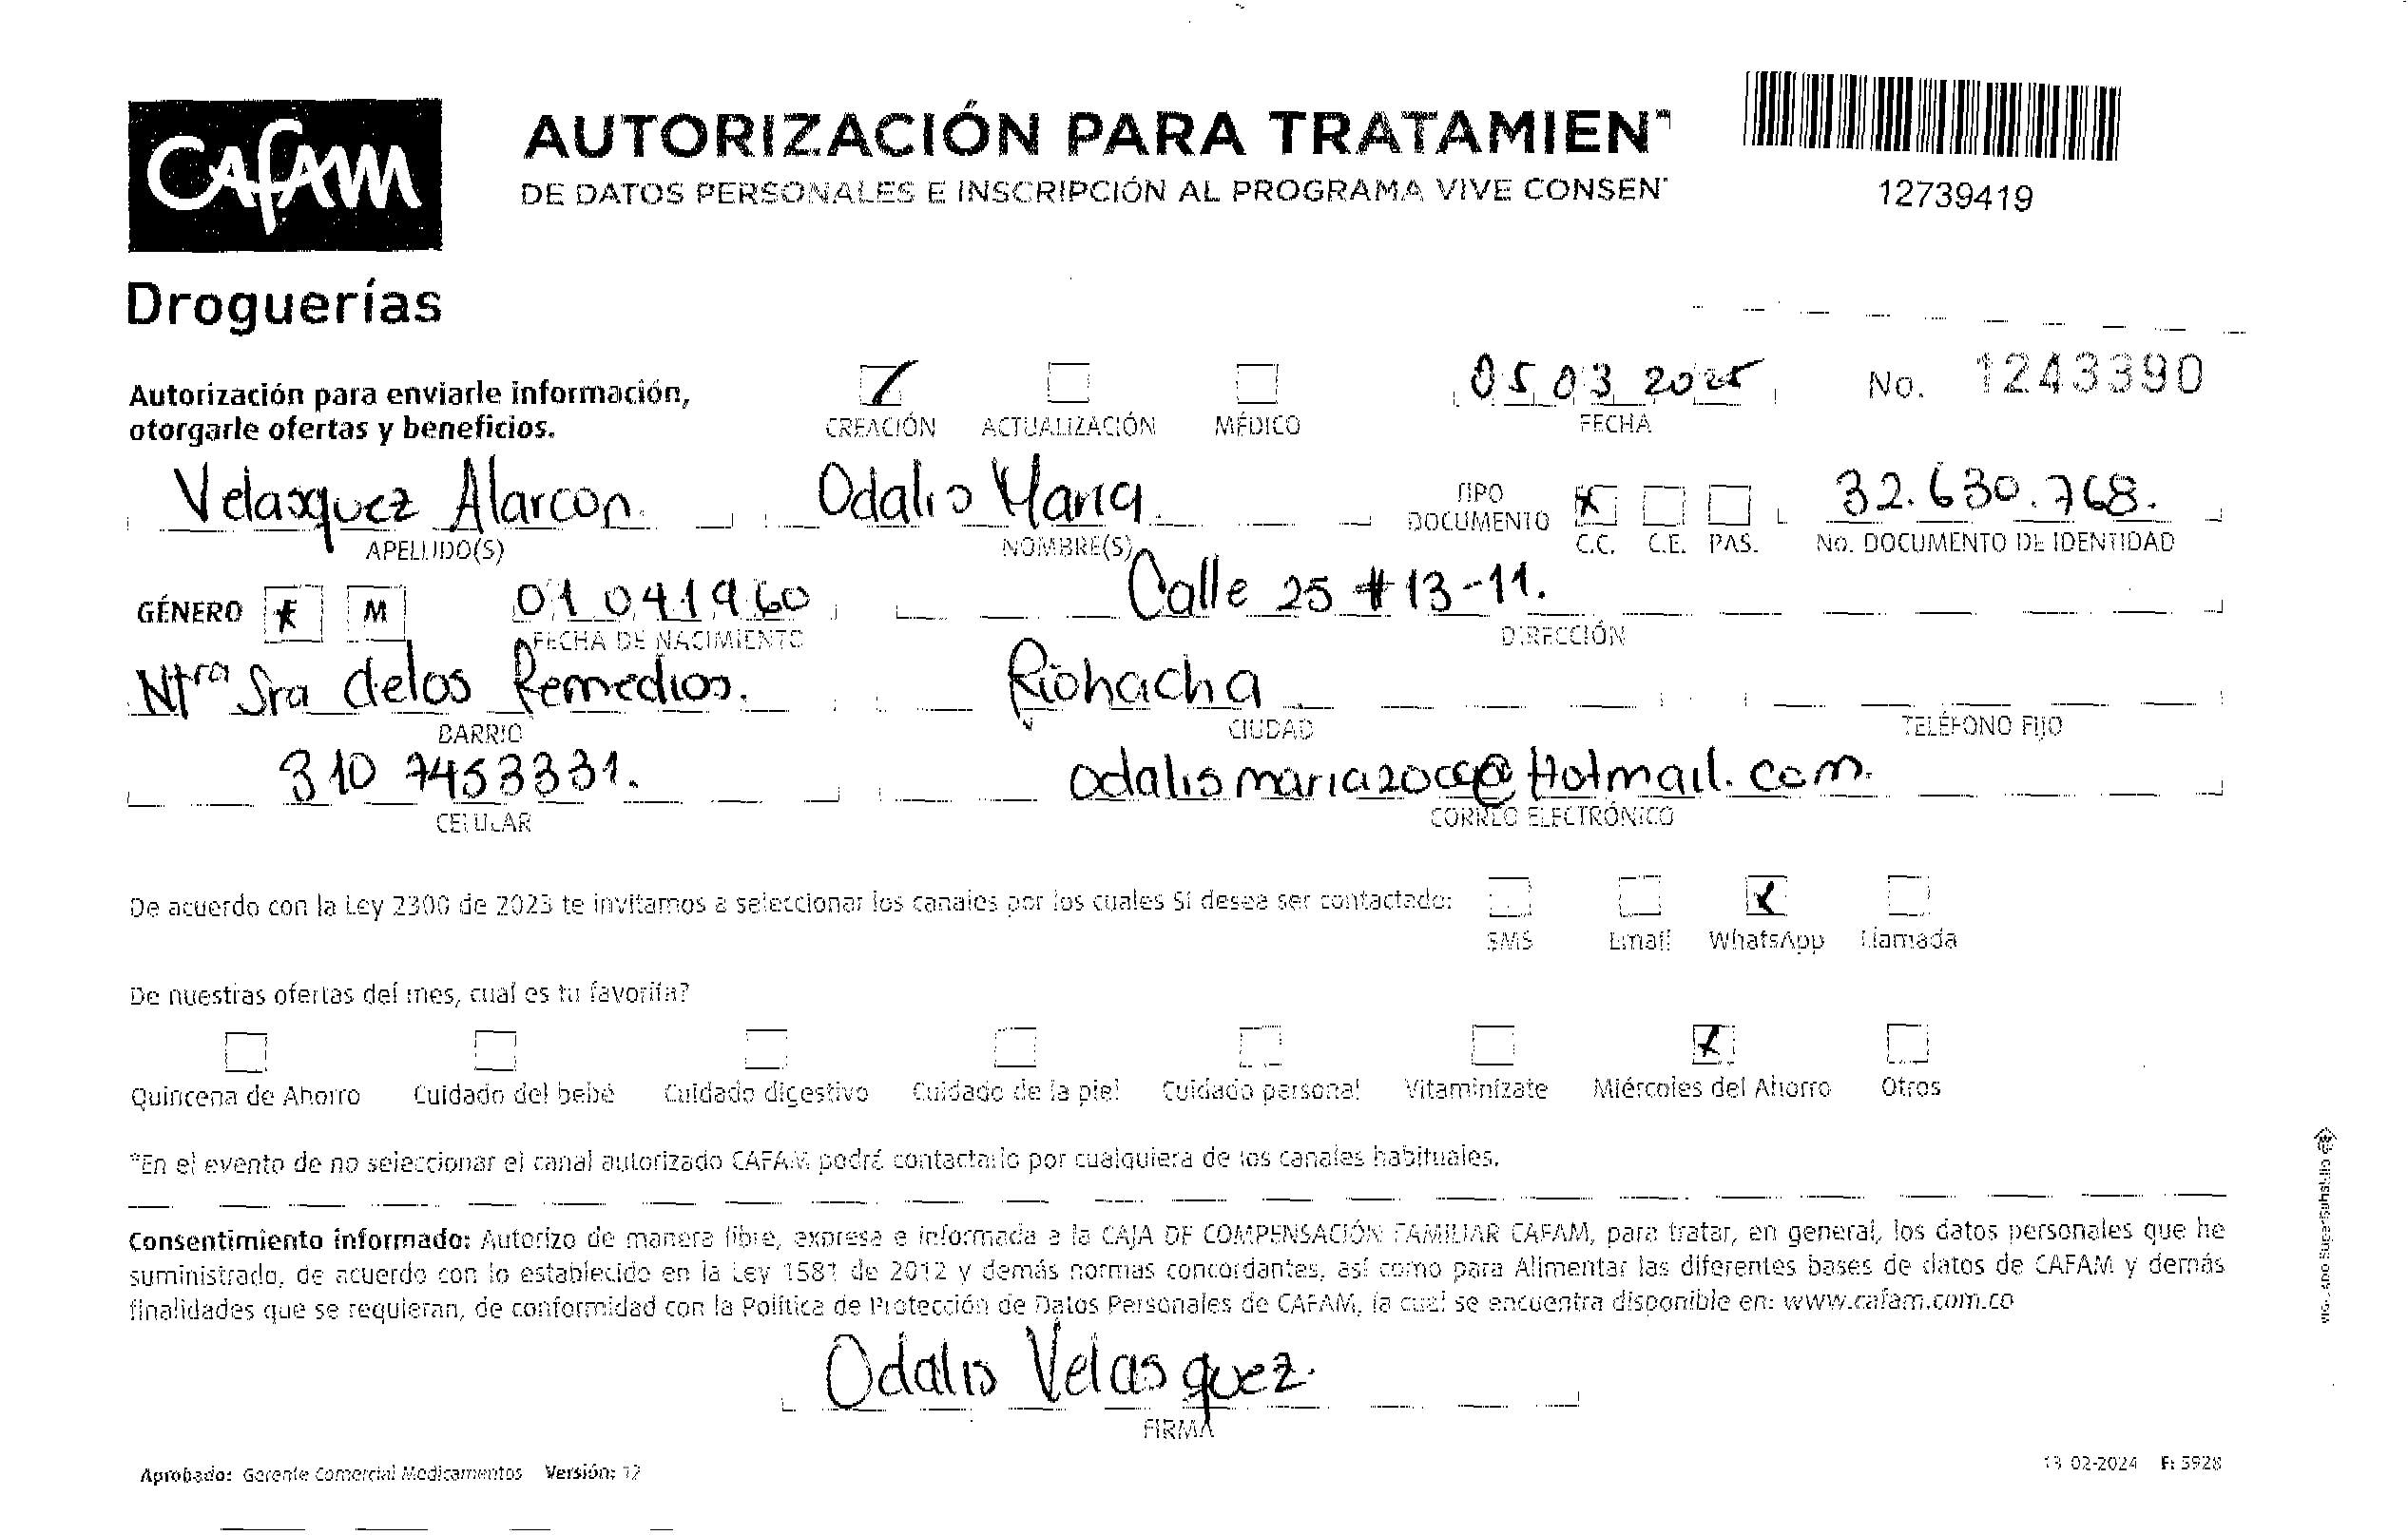 Cafam
AUTORIZACIÓN PARA TRATAMIEN
DE DATOS PERSONALES E INSCRIPCIÓN AL PROGRAMA VIVE CONSEN
12739419
Droguerías
Autorización para enviarle información,
otorgarle ofertas y beneficios.
CREACIÓN ACTUALIZACIÓN MÉDICO
05 03 2025
FECHA
No. 1243390
Velasquez Alarcon Odalis Maria. TIPO DOCUMENTO X 32.630.768.
APELLIDO(S) NOMBRE(S) C.C. C.E. PAS. No. DOCUMENTO DE IDENTIDAD
GÉNERO F M 01 04 1960 Calle 25 # 13-11.
FECHA DE NACIMIENTO DIRECCIÓN
Ntra Sra de los Remedios. Riohacha
BARRIO CIUDAD TELÉFONO FIJO
310 7453331. @Hotmail.com.
CELULAR CORREO ELECTRÓNICO
De acuerdo con la Ley 2300 de 2023 te invitamos a seleccionar los canales por los cuales Sí desea ser contactado:
SMS Email WhatsApp Llamada
De nuestras ofertas del mes, cual es tu favorita?
Quincena de Ahorro Cuidado del bebé Cuidado digestivo Cuidado de la piel Cuidado personal Vitamínizate Miércoles del Ahorro Otros
*En el evento de no seleccionar el canal autorizado CAFAM podrá contactarlo por cualquiera de los canales habituales.
Consentimiento informado: Autorizo de manera libre, expresa e informada a la CAJA DE COMPENSACIÓN FAMILIAR CAFAM, para tratar, en general, los datos personales que he
suministrado, de acuerdo con lo establecido en la Ley 1581 de 2012 y demás normas concordantes, así como para Alimentar las diferentes bases de datos de CAFAM y demás
finalidades que se requieran, de conformidad con la Política de Protección de Datos Personales de CAFAM, la cual se encuentra disponible en: www.cafam.com.co
Odalis Velasquez.
FIRMA
Aprobado: Gerente Comercial Medicamentos Versión: 12
13-02-2024 F: 5928
VIGILADO SuperSubsidio